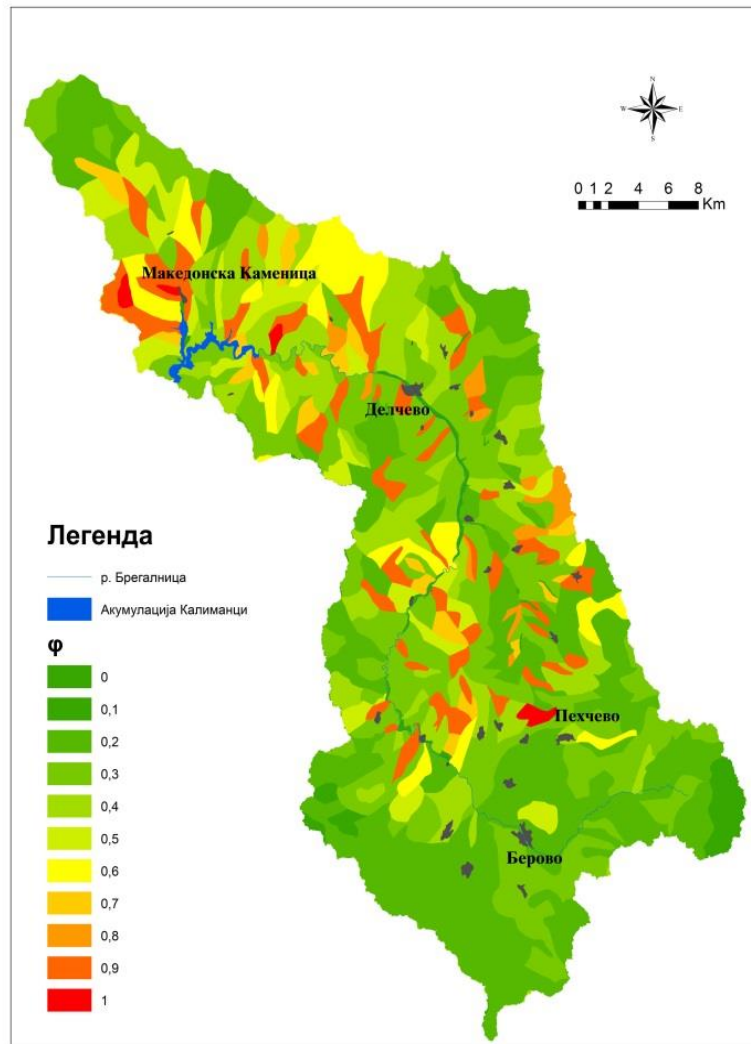 N
W E
S
0 1 2 4 6 8
Km
Македонска Каменица
Делчево
Легенда
р. Брегалница
Акумулација Калиманци
φ
0
0,1
0,2
0,3
0,4
0,5
0,6
0,7
0,8
0,9
1
Пехчево
Берово